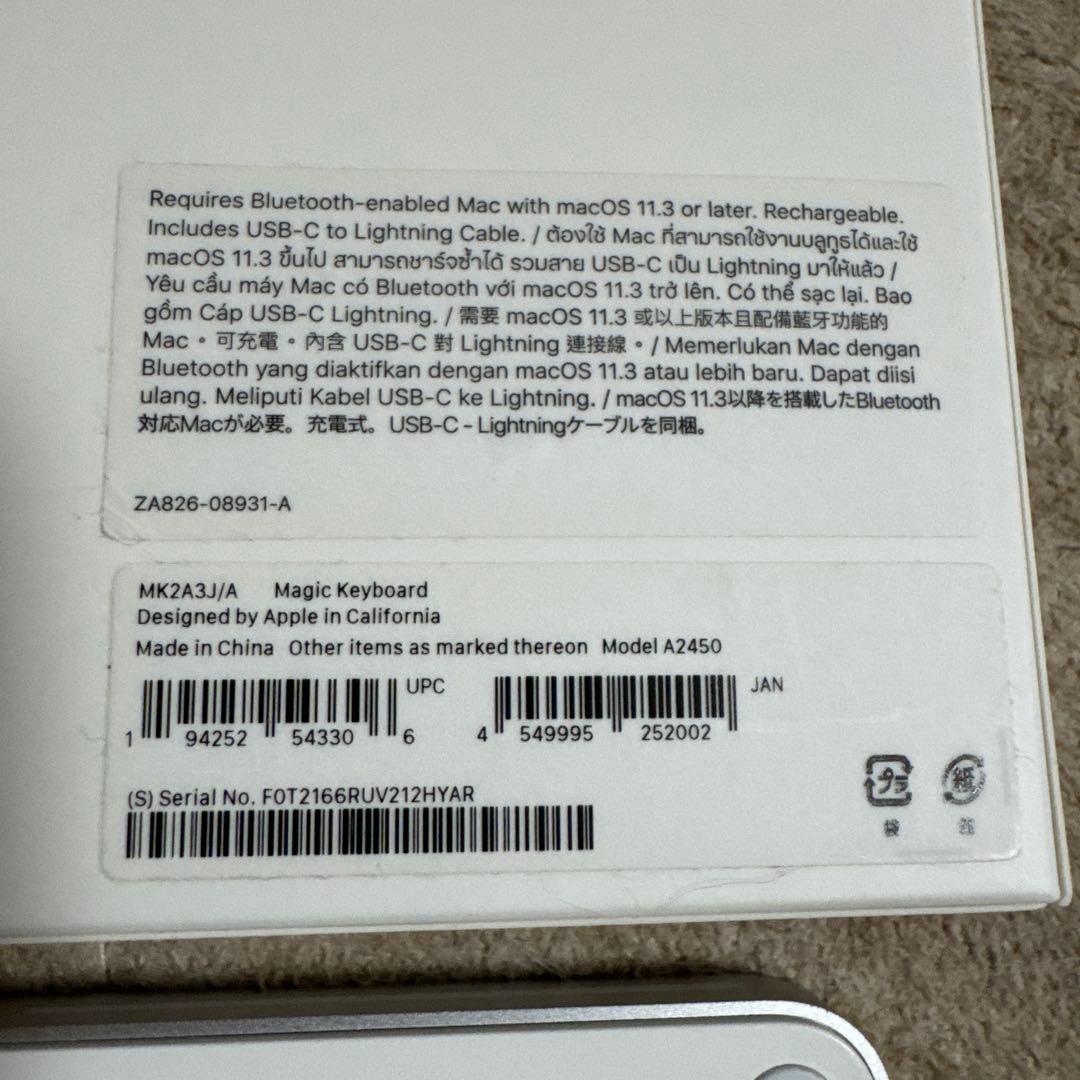 Requires Bluetooth-enabled Mac with macOS 11.3 or later. Rechargeable.
Includes USB-C to Lightning Cable. / ต้องใช้ Mac ที่สามารถใช้งานบลูทูธได้และใช้
macOS 11.3 ขึ้นไป สามารถชาร์จซ้ำได้ รวมสาย USB-C เป็น Lightning มาให้แล้ว /
Yêu cầu máy Mac có Bluetooth với macOS 11.3 trở lên. Có thể sạc lại. Bao
gồm Cáp USB-C Lightning. / 需要 macOS 11.3 或以上版本且配備藍牙功能的
Mac。可充電。內含 USB-C 對 Lightning 連接線。/ Memerlukan Mac dengan
Bluetooth yang diaktifkan dengan macOS 11.3 atau lebih baru. Dapat diisi
ulang. Meliputi Kabel USB-C ke Lightning. / macOS 11.3以降を搭載したBluetooth
対応Macが必要。充電式。USB-C - Lightningケーブルを同梱。
ZA826-08931-A
MK2A3J/A Magic Keyboard
Designed by Apple in California
Made in China Other items as marked thereon Model A2450
UPC JAN
1 94252 54330 6 4 549995 252002
(S) Serial No. F0T2166RUV212HYAR
プラ 紙
袋